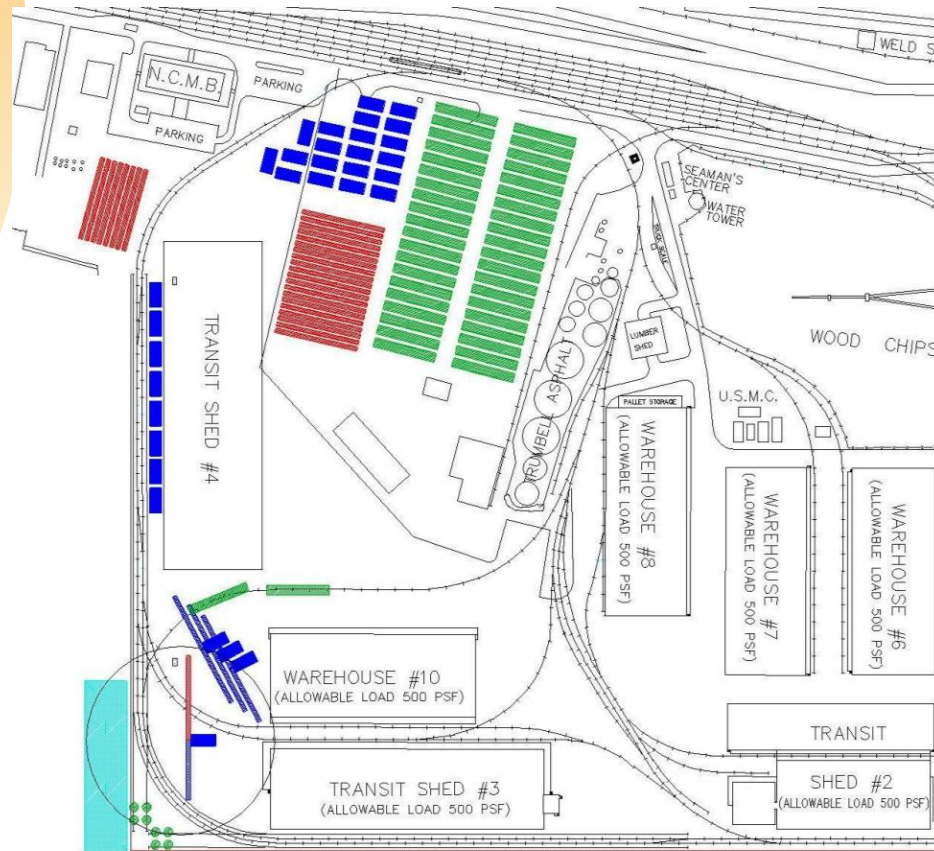 WELD S
N.C.M.B.
PARKING
PARKING
SEAMAN'S
CENTER
WATER
TOWER
TRUCK SCALE
WOOD CHIPS
LUMBER
SHED
TRANSIT SHED #4
TRUMBELL ASPHALT
U.S.M.C.
PALLET STORAGE
WAREHOUSE #8
(ALLOWABLE LOAD 500 PSF)
WAREHOUSE #7
(ALLOWABLE LOAD 500 PSF)
WAREHOUSE #6
(ALLOWABLE LOAD 500 PSF)
WAREHOUSE #10
(ALLOWABLE LOAD 500 PSF)
TRANSIT
SHED #2
(ALLOWABLE LOAD 500 PSF)
TRANSIT SHED #3
(ALLOWABLE LOAD 500 PSF)